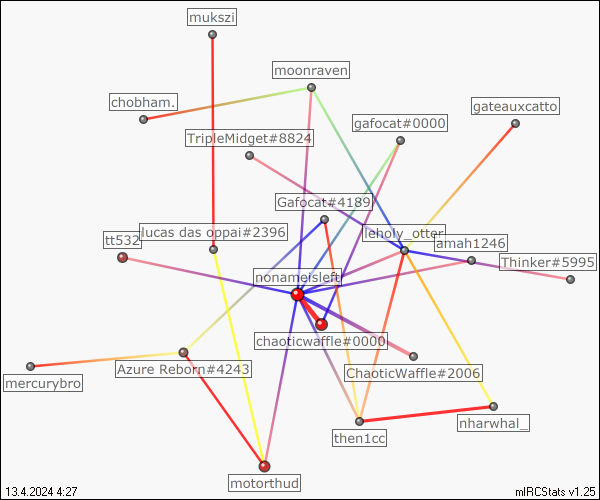 mukszi
moonraven
chobham.
gateauxcatto
gafocat#0000
TripleMidget#8824
Gafocat#4189
lucas das oppai#2396
leholy_otter
tt532
amah1246
Thinker#5995
nonameisleft
chaoticwaffle#0000
Azure Reborn#4243
ChaoticWaffle#2006
mercurybro
nharwhal_
then1cc
motorthud
13.4.2024 4:27
mIRCStats v1.25